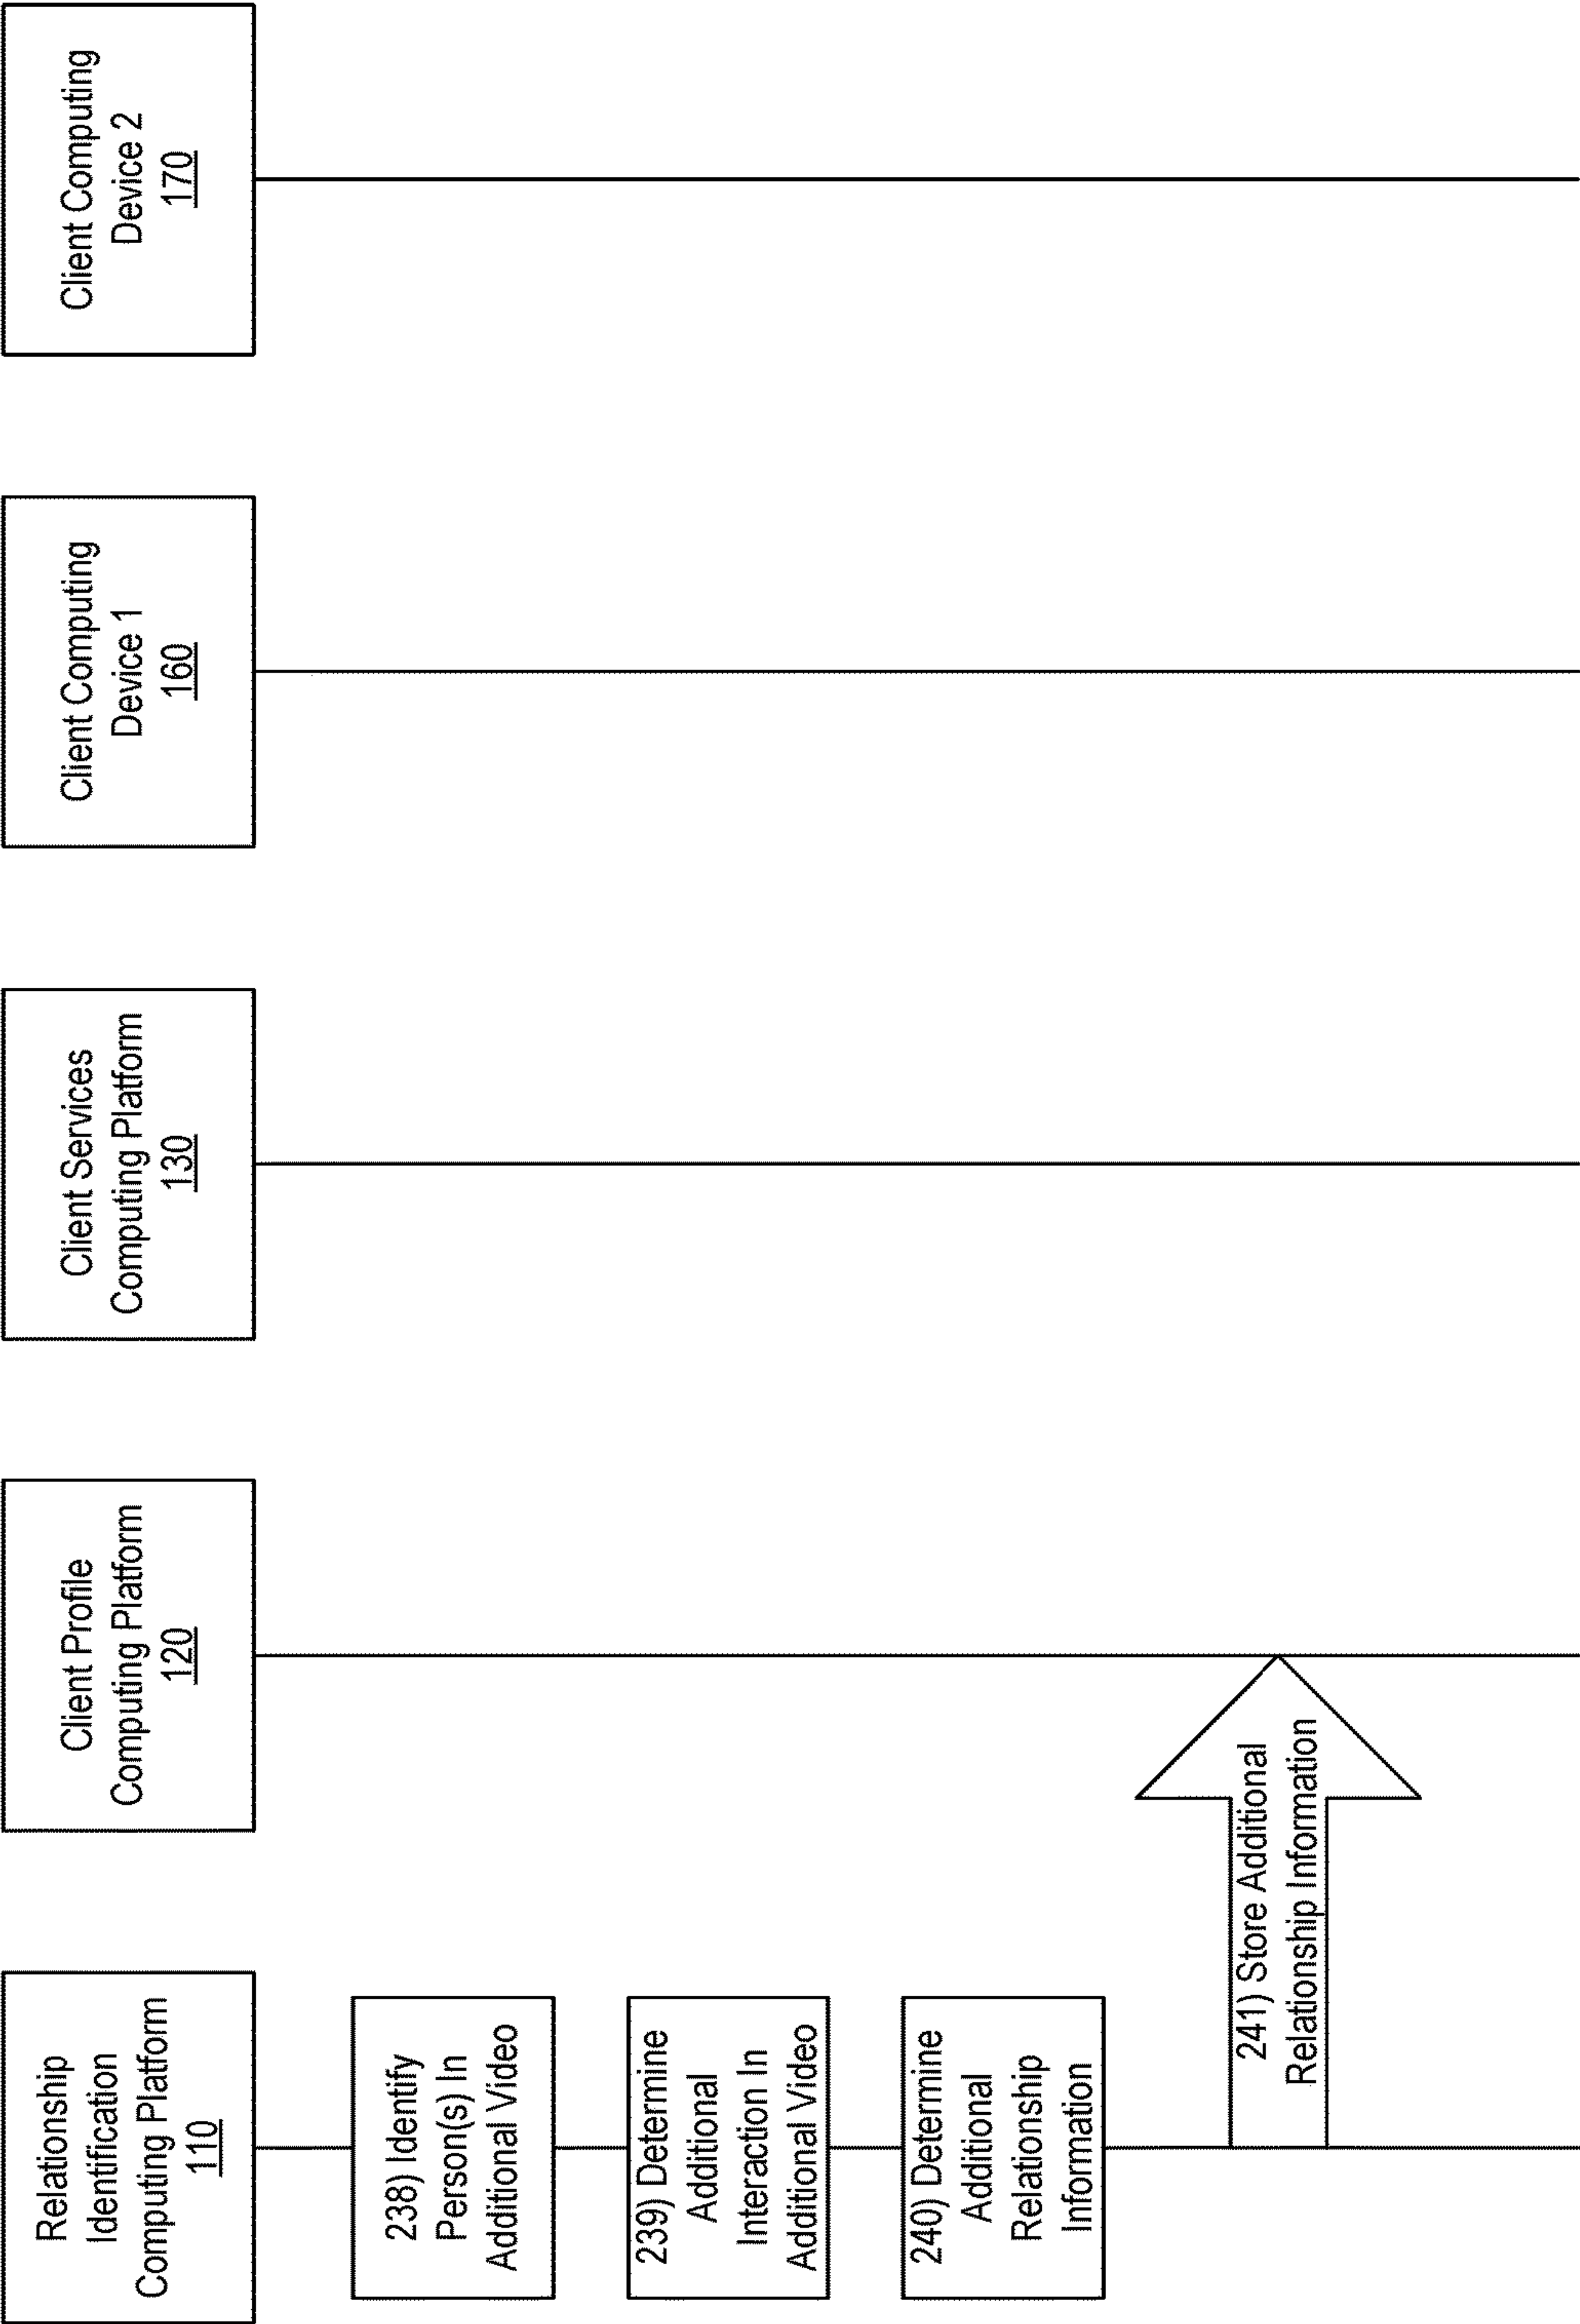 Relationship
Identification
Computing Platform
110
Client Profile
Computing Platform
120
Client Services
Computing Platform
130
Client Computing
Device 1
160
Client Computing
Device 2
170
238) Identify
Person(s) In
Additional Video
239) Determine
Additional
Interaction In
Additional Video
240) Determine
Additional
Relationship
Information
241) Store Additional
Relationship Information